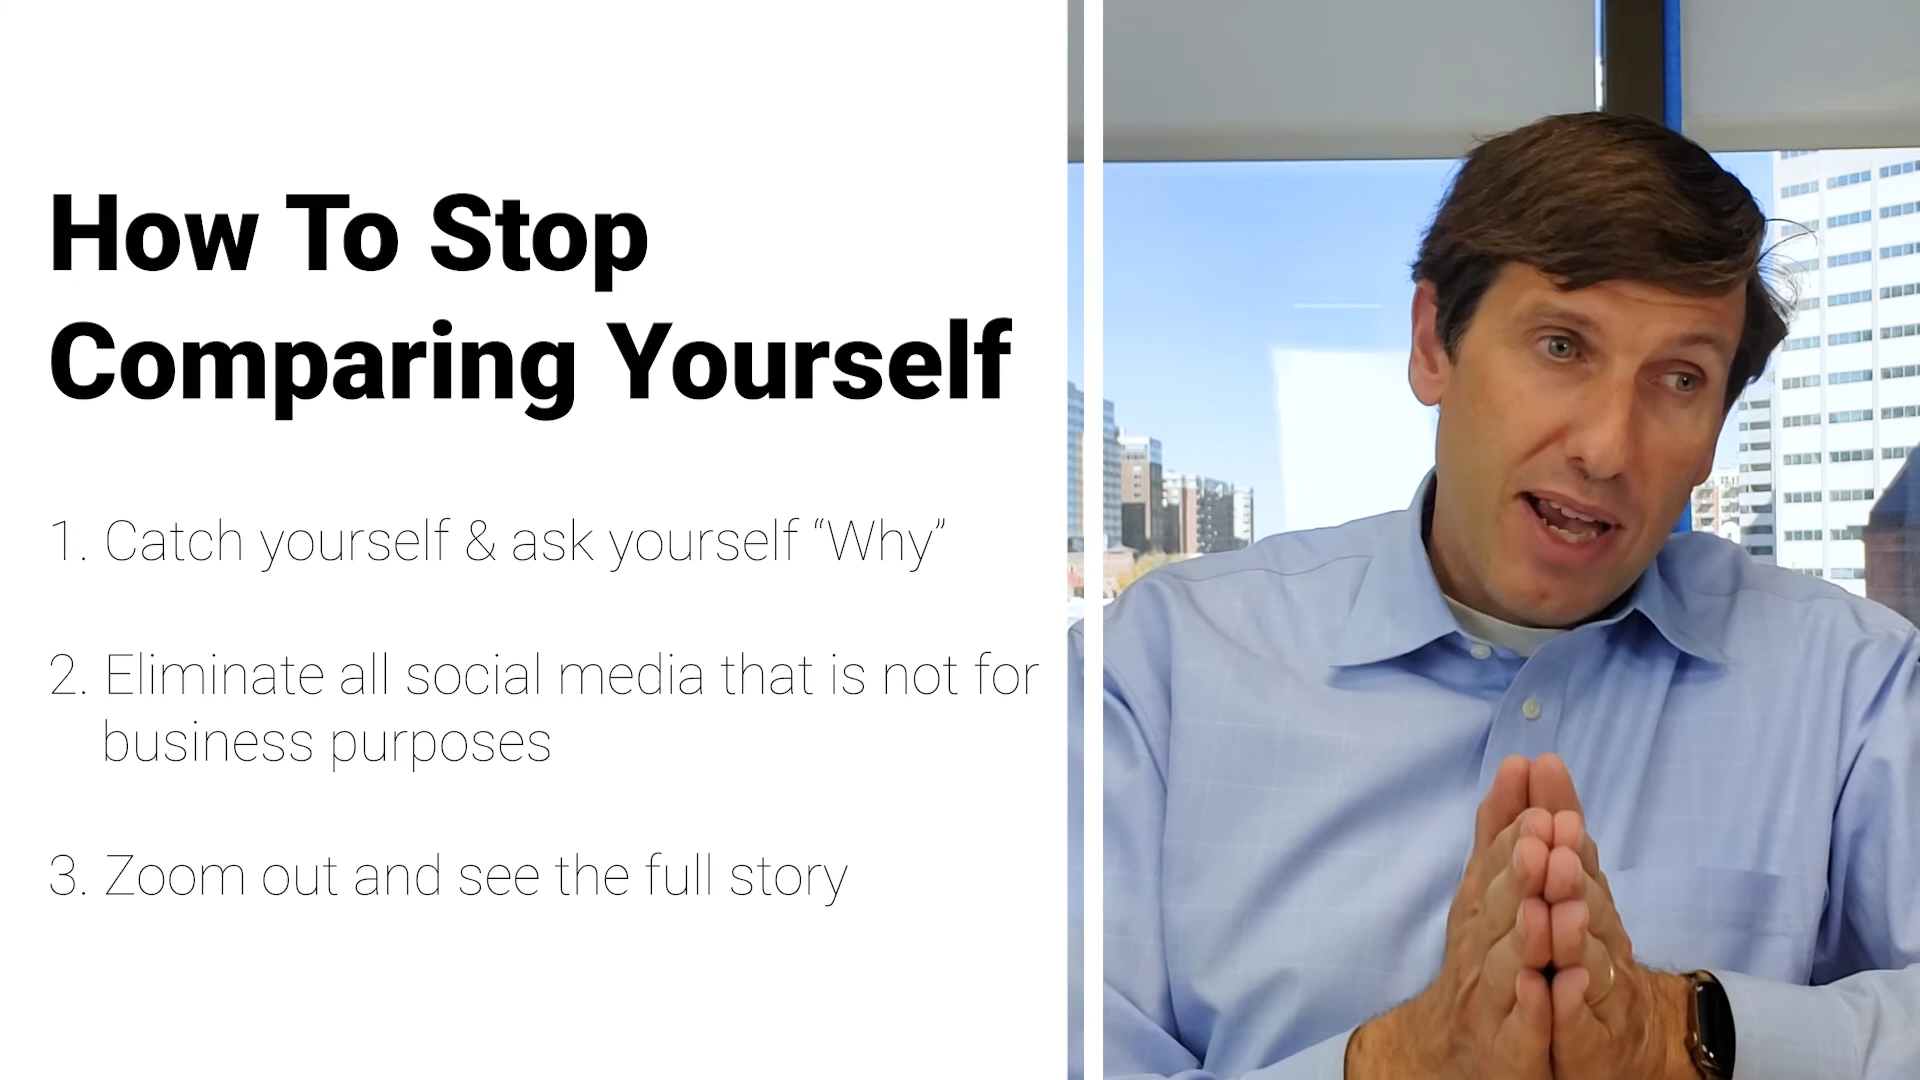 How To Stop
Comparing Yourself
1. Catch yourself & ask yourself “Why”
2. Eliminate all social media that is not for
business purposes
3. Zoom out and see the full story